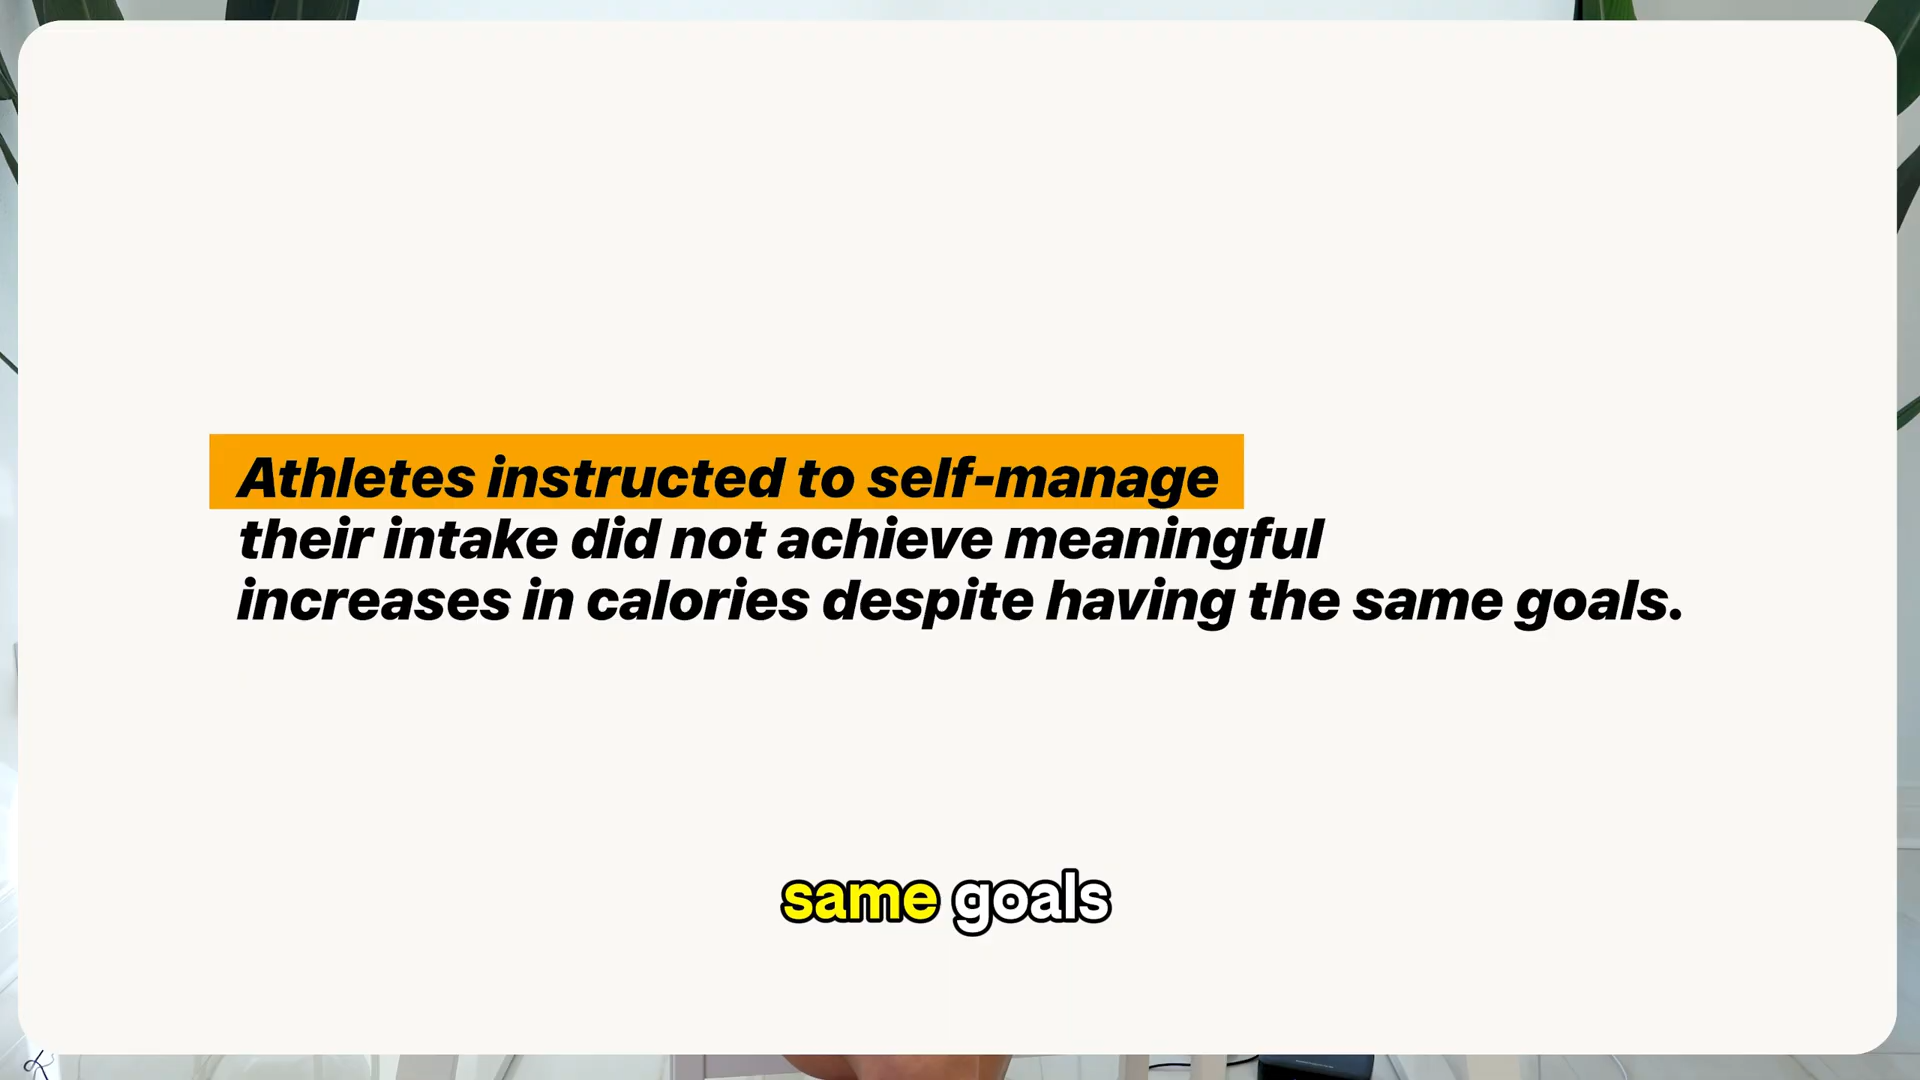 Athletes instructed to self-manage
their intake did not achieve meaningful
increases in calories despite having the same goals.
same goals